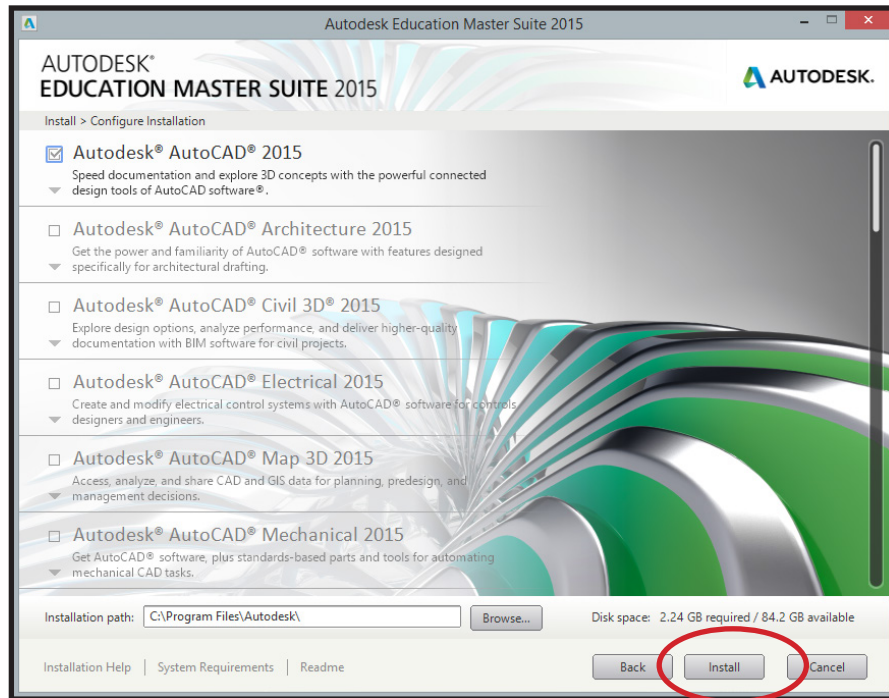 Autodesk Education Master Suite 2015
AUTODESK®
EDUCATION MASTER SUITE 2015
AUTODESK.
Install > Configure Installation
Autodesk® AutoCAD® 2015
Speed documentation and explore 3D concepts with the powerful connected
design tools of AutoCAD software®.
Autodesk® AutoCAD® Architecture 2015
Get the power and familiarity of AutoCAD® software with features designed
specifically for architectural drafting.
Autodesk® AutoCAD® Civil 3D® 2015
Explore design options, analyze performance, and deliver higher-quality
documentation with BIM software for civil projects.
Autodesk® AutoCAD® Electrical 2015
Create and modify electrical control systems with AutoCAD® software for controls
designers and engineers.
Autodesk® AutoCAD® Map 3D 2015
Access, analyze, and share CAD and GIS data for planning, predesign, and
management decisions.
Autodesk® AutoCAD® Mechanical 2015
Get AutoCAD® software, plus standards-based parts and tools for automating
mechanical CAD tasks.
Installation path: C:\Program Files\Autodesk\ Browse... Disk space: 2.24 GB required / 84.2 GB available
Installation Help | System Requirements | Readme Back Install Cancel